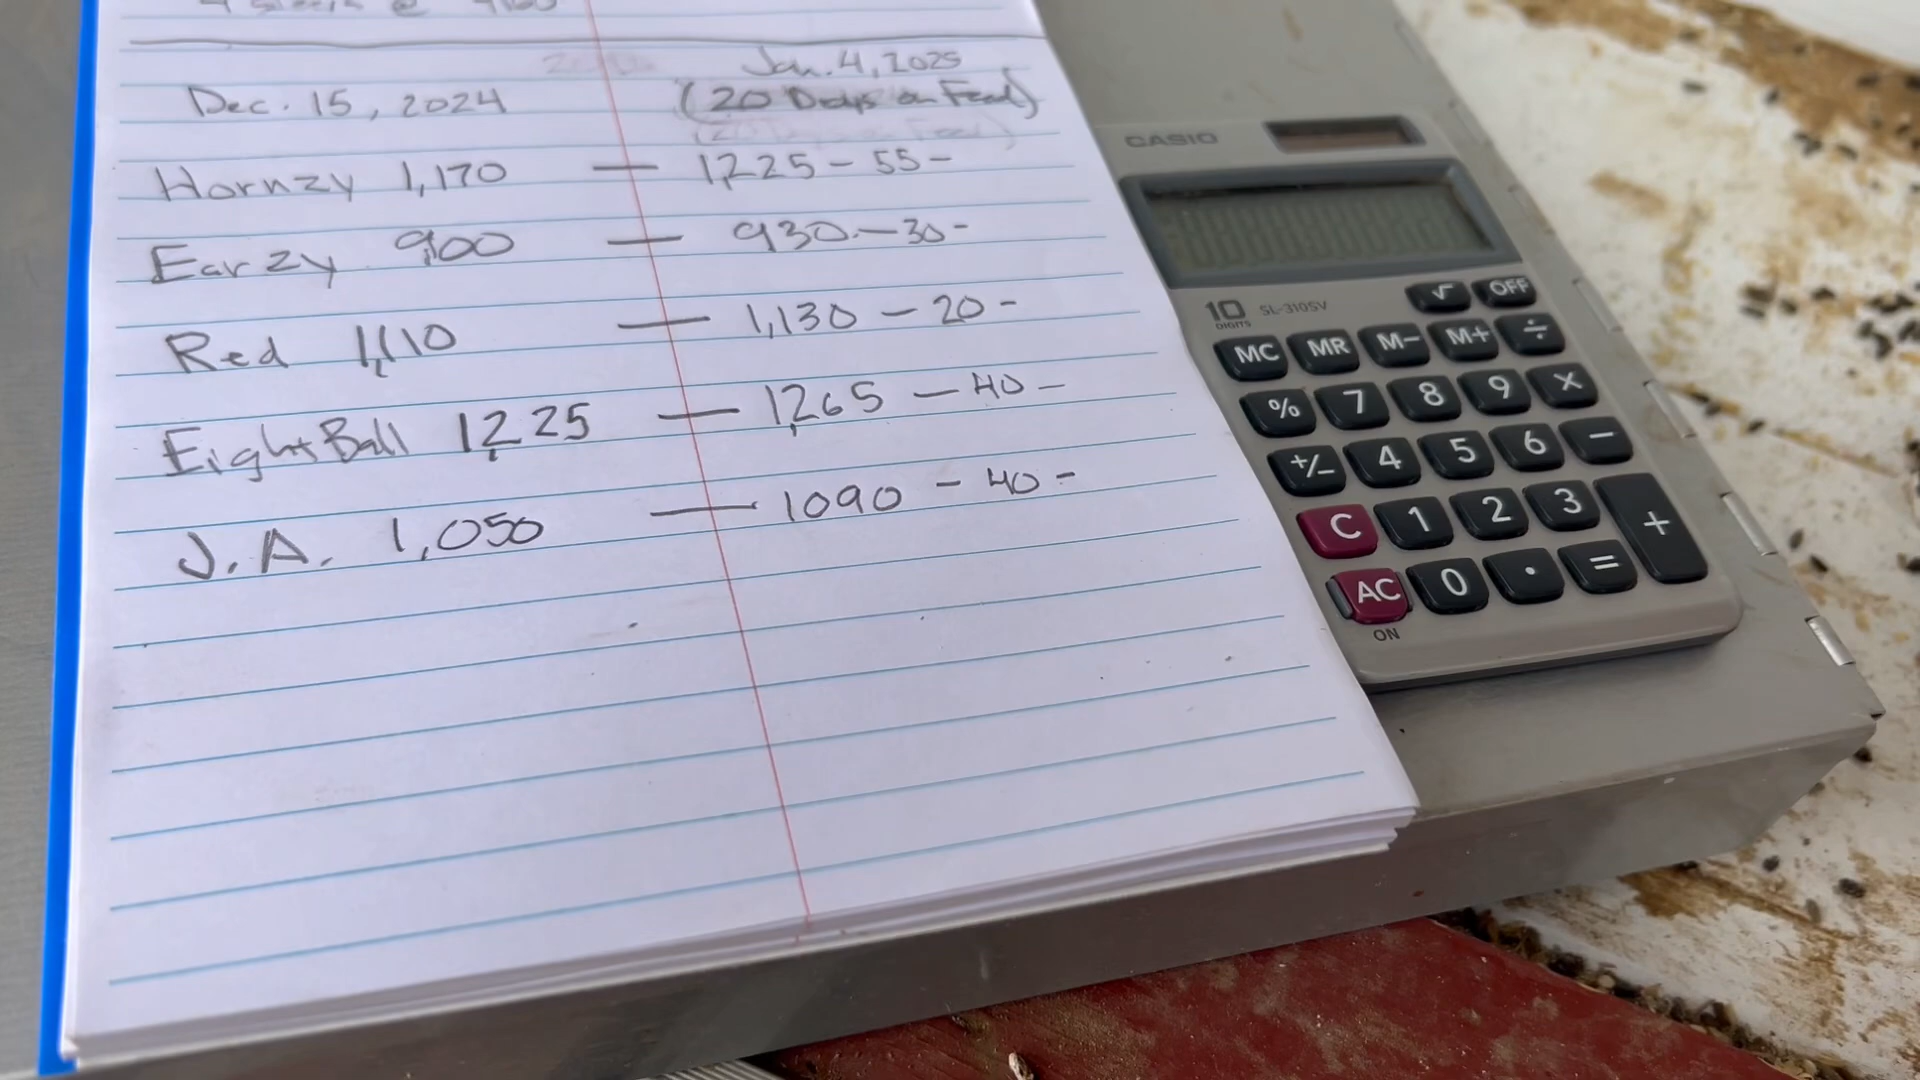 Jan. 4, 2025
Dec. 15, 2024 (20 Days on Feed)
Hornzy 1,170 — 1,225 - 55 -
Earzy 900 — 930 - 30 -
Red 1,110 — 1,130 - 20 -
EightBall 1,225 — 1,265 - 40 -
J.A. 1,050 — 1090 - 40 -
CASIO
10 DIGITS SL-310SV
√ OFF
MC MR M− M+ ÷
% 7 8 9 ×
+/− 4 5 6 −
C 1 2 3 +
AC 0 . =
ON